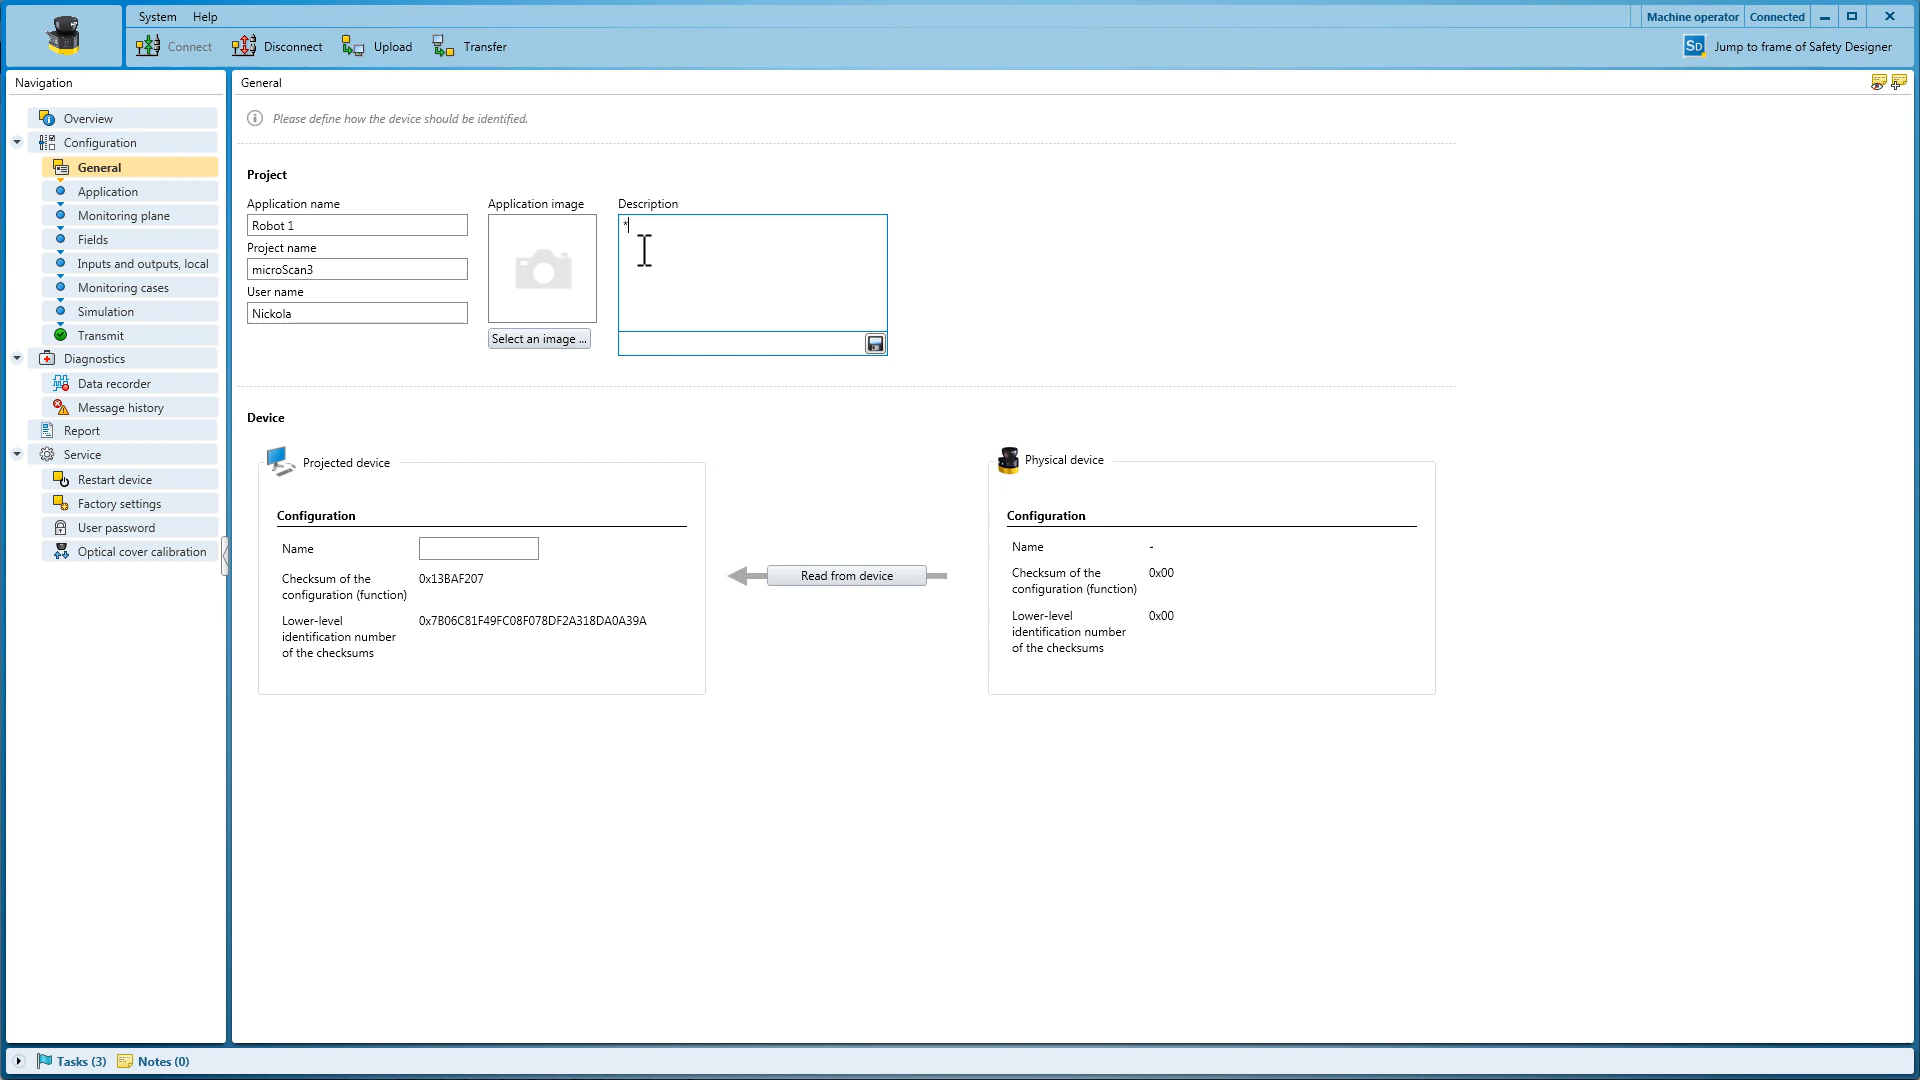 System Help
Machine operator Connected
Connect Disconnect Upload Transfer
SD Jump to frame of Safety Designer
Navigation
Overview
Configuration
General
Application
Monitoring plane
Fields
Inputs and outputs, local
Monitoring cases
Simulation
Transmit
Diagnostics
Data recorder
Message history
Report
Service
Restart device
Factory settings
User password
Optical cover calibration
General
Please define how the device should be identified.
Project
Application name
Robot 1
Project name
microScan3
User name
Nickola
Application image
Select an image ...
Description
*
Device
Projected device
Configuration
Name
Checksum of the 0x13BAF207
configuration (function)
Lower-level 0x7B06C81F49FC08F078DF2A318DA0A39A
identification number
of the checksums
Read from device
Physical device
Configuration
Name -
Checksum of the 0x00
configuration (function)
Lower-level 0x00
identification number
of the checksums
Tasks (3) Notes (0)